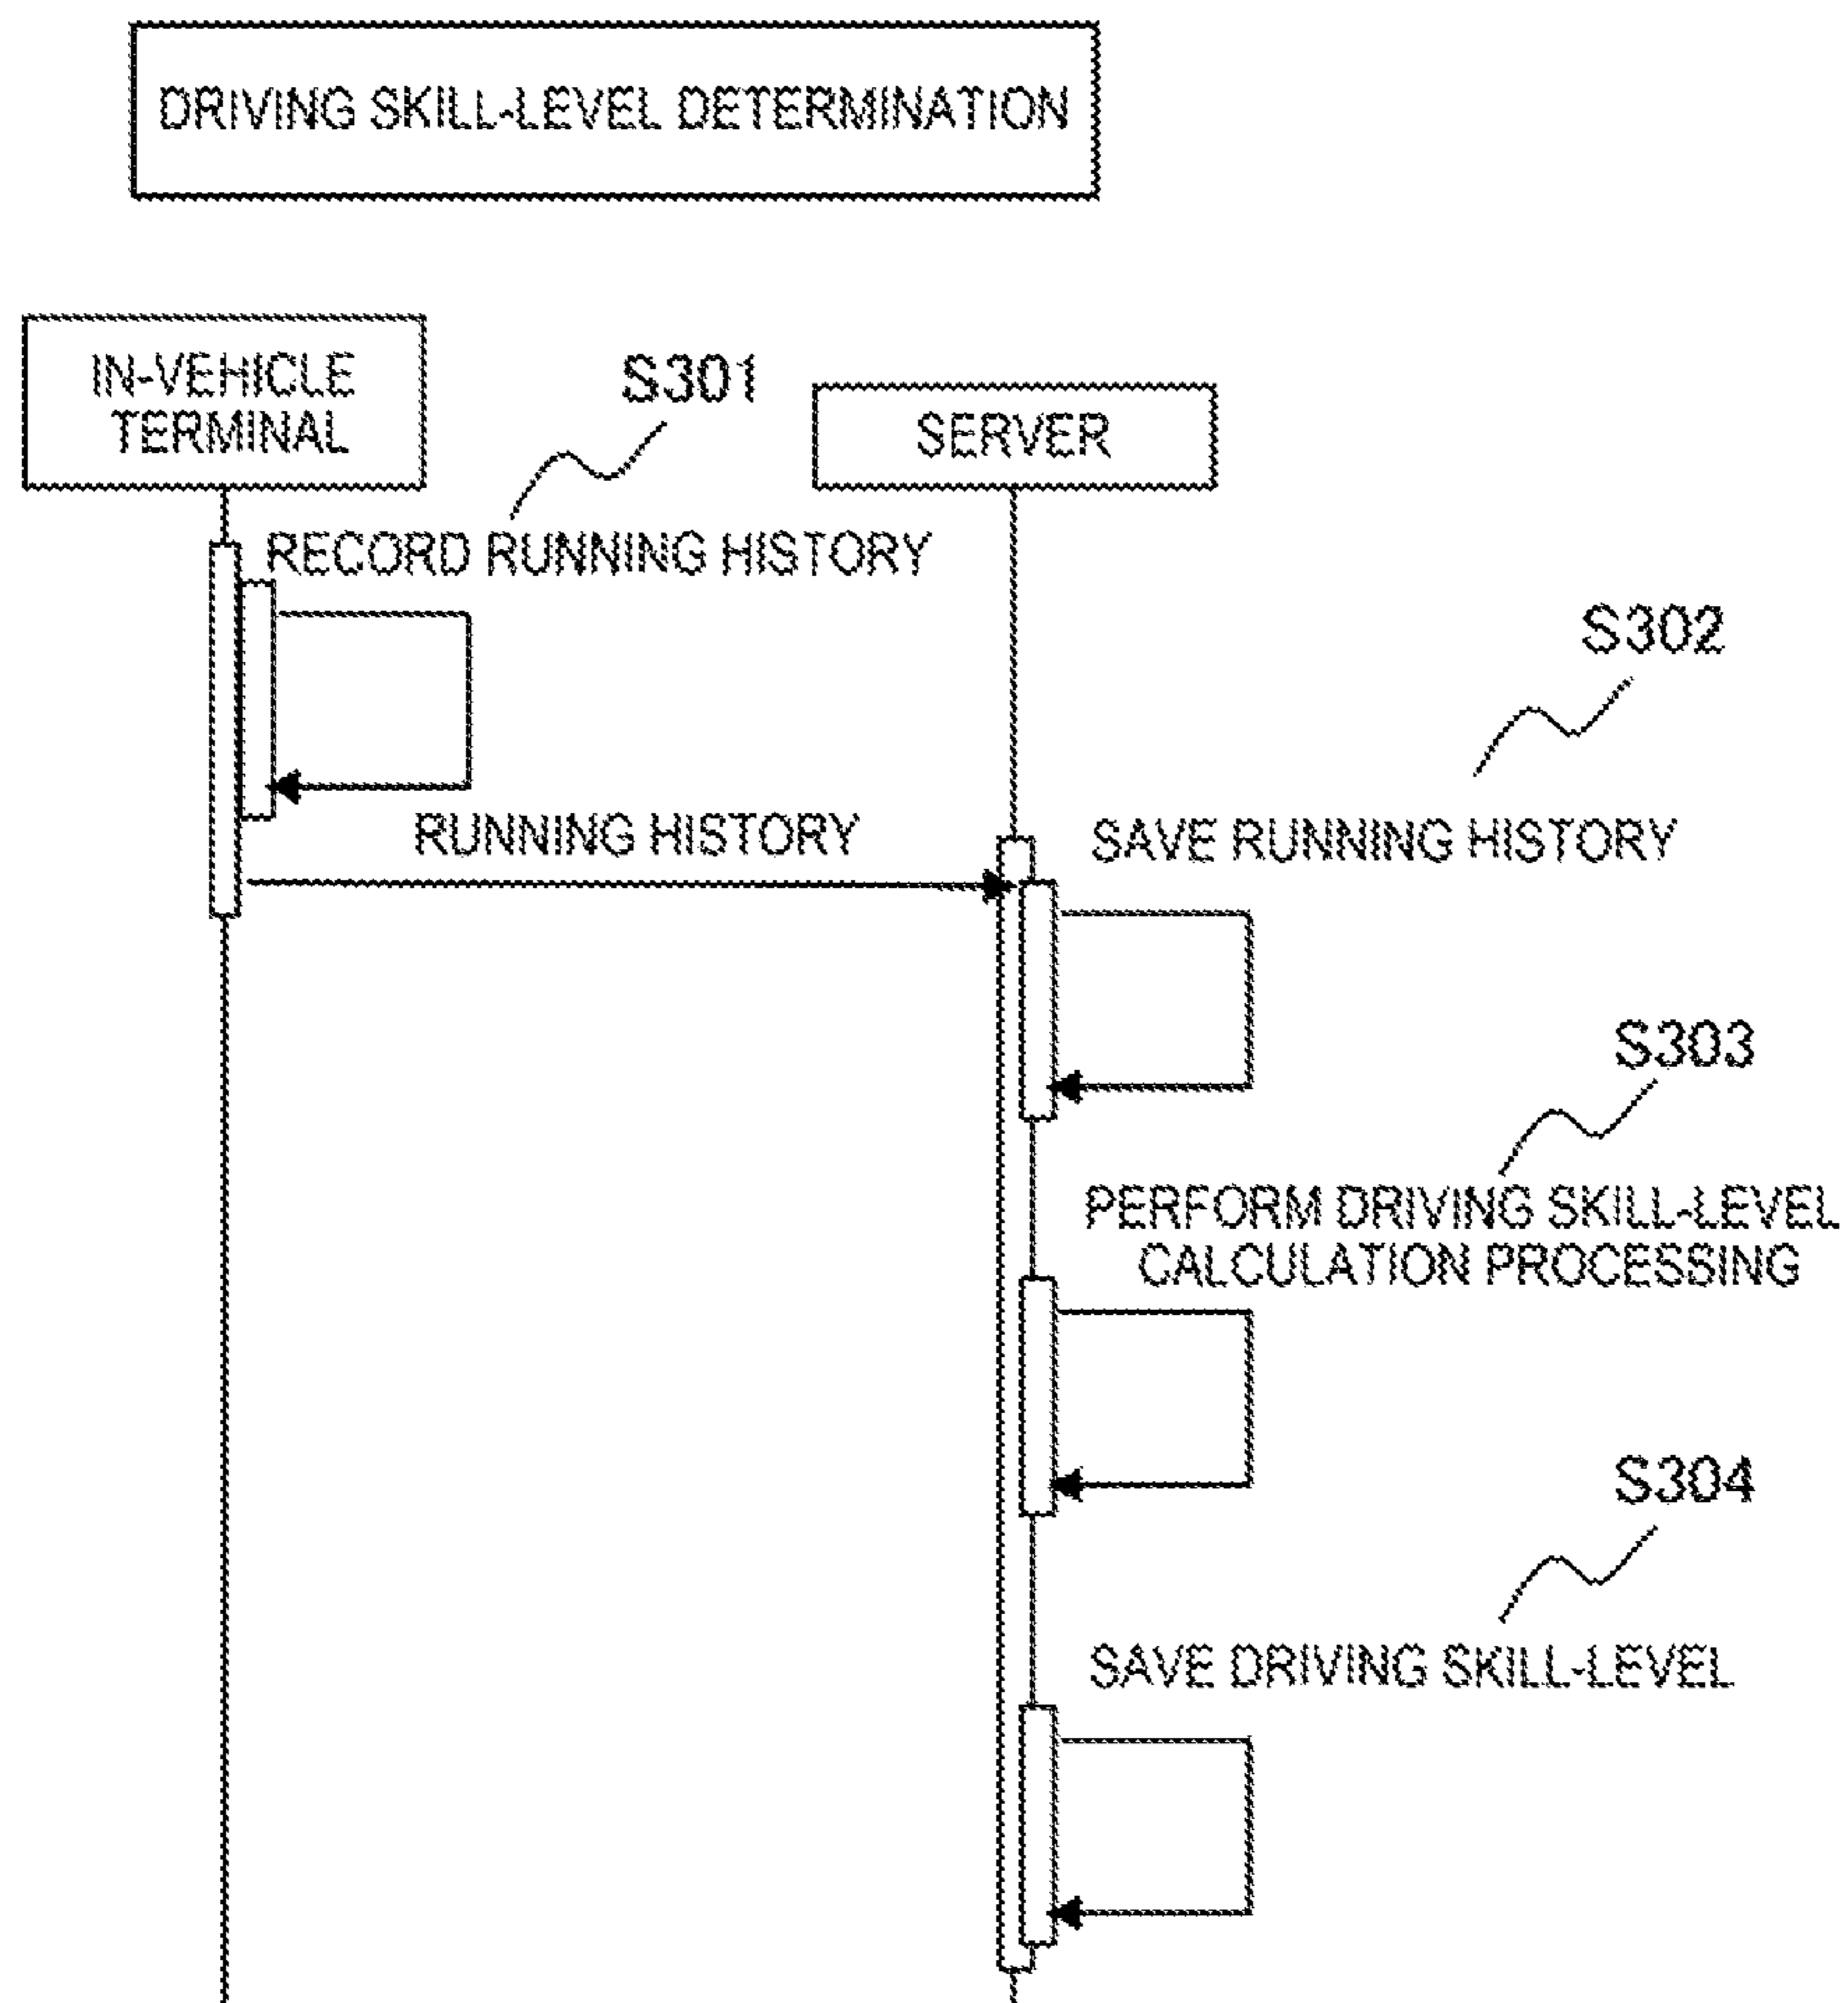 DRIVING SKILL-LEVEL DETERMINATION
IN-VEHICLE
TERMINAL
S301
SERVER
RECORD RUNNING HISTORY
S302
RUNNING HISTORY
SAVE RUNNING HISTORY
S303
PERFORM DRIVING SKILL-LEVEL
CALCULATION PROCESSING
S304
SAVE DRIVING SKILL-LEVEL